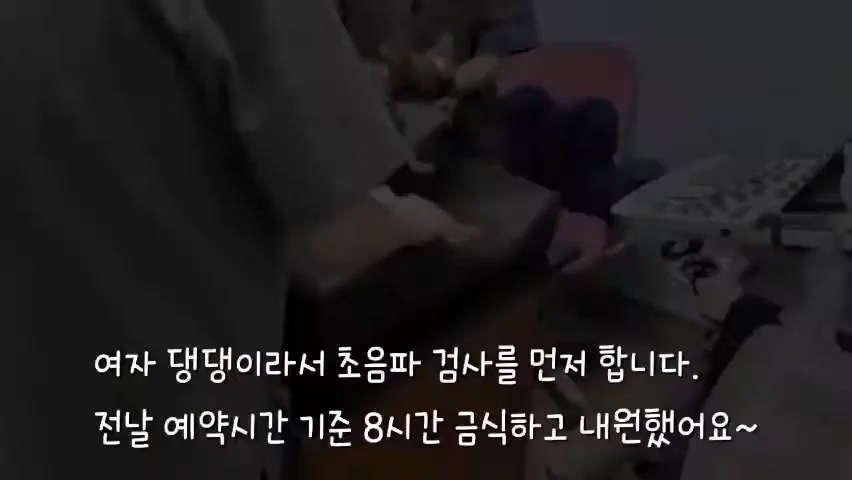 여자 댕댕이라서 초음파 검사를 먼저 합니다.
전날 예약시간 기준 8시간 금식하고 내원했어요~